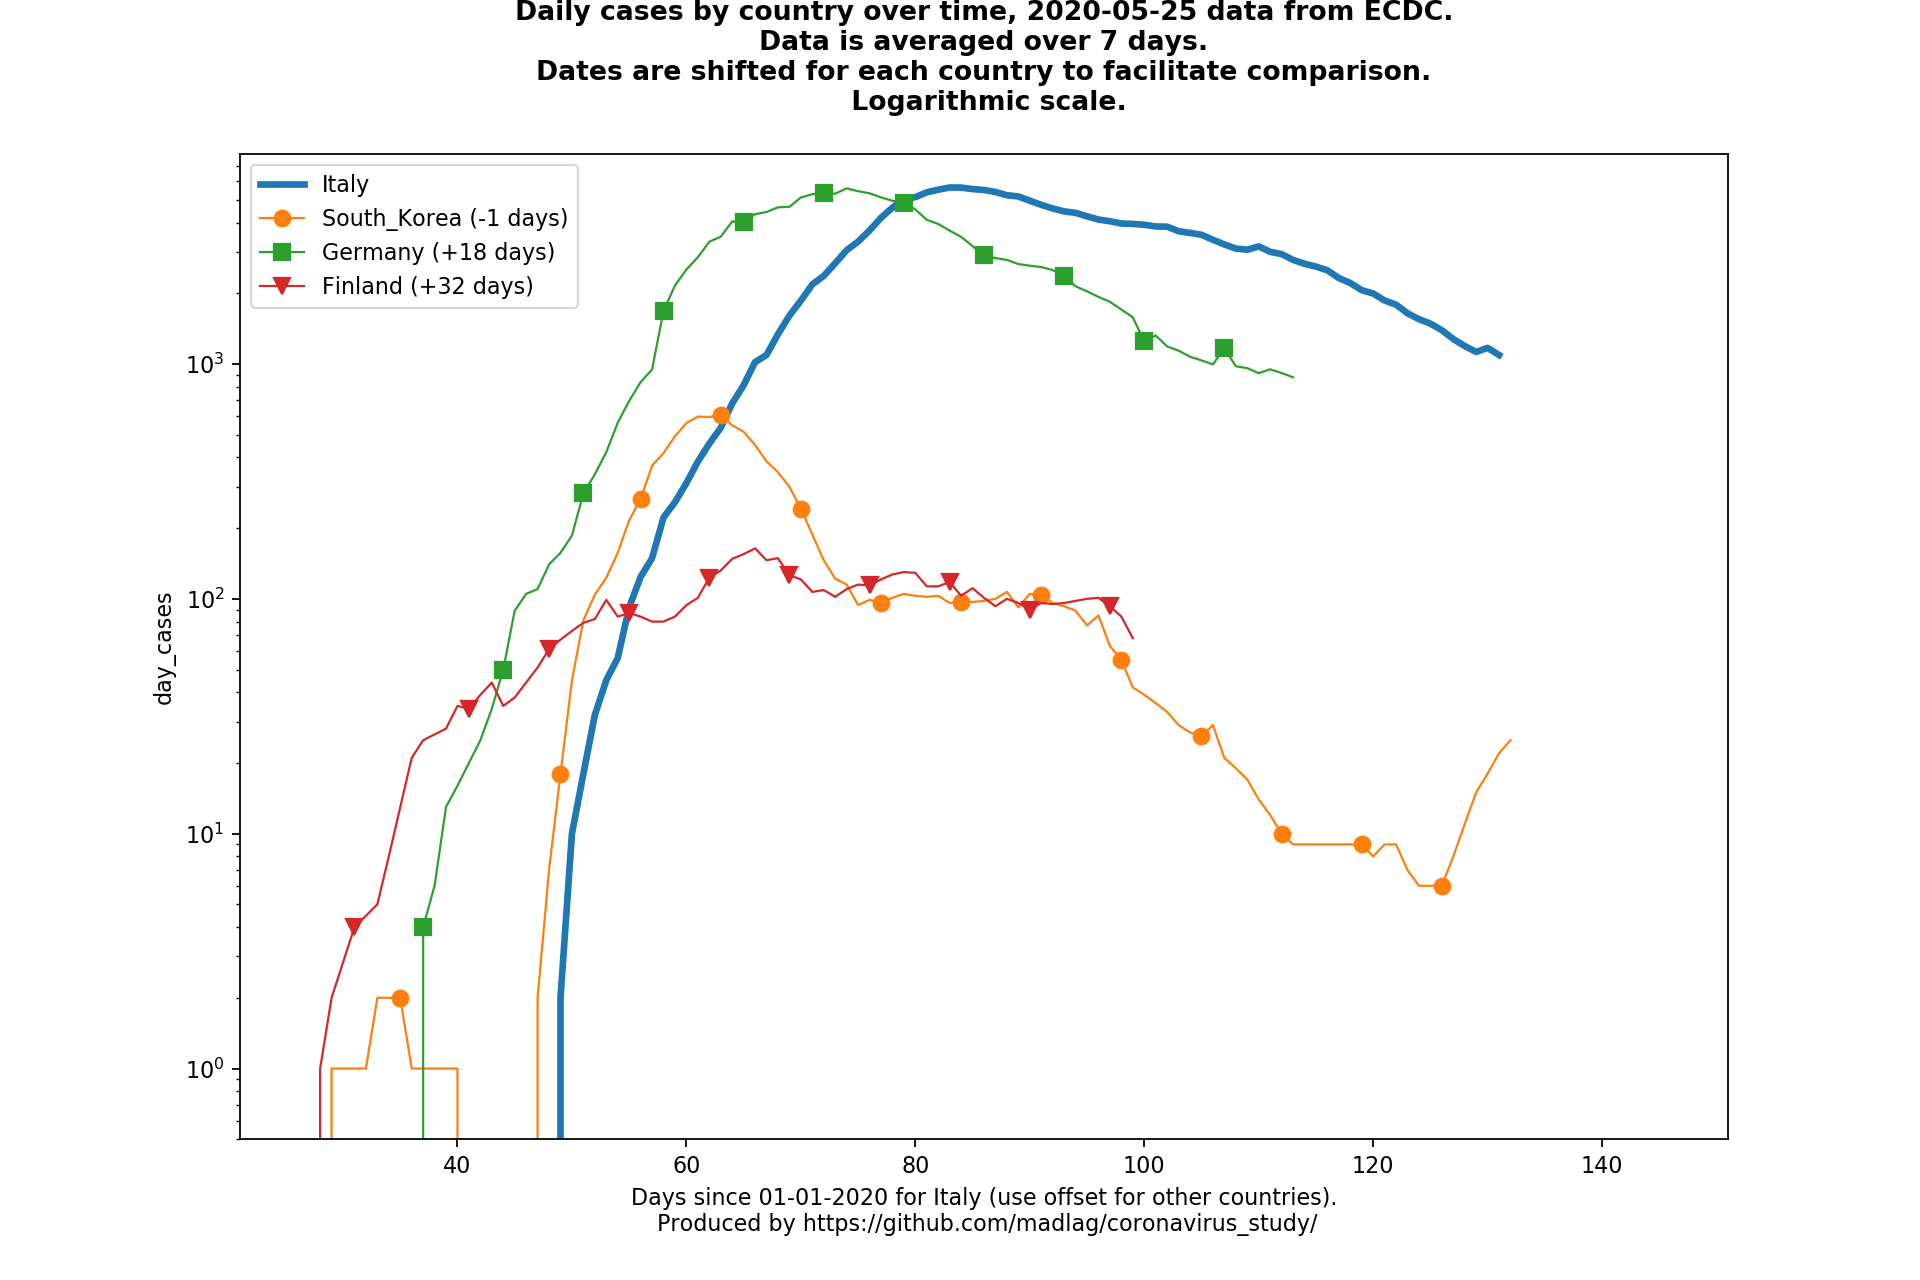 Daily cases by country over time, 2020-05-25 data from ECDC.
Data is averaged over 7 days.
Dates are shifted for each country to facilitate comparison.
Logarithmic scale.
Italy
South_Korea (-1 days)
Germany (+18 days)
Finland (+32 days)
10³
10²
10¹
10⁰
day_cases
40 60 80 100 120 140
Days since 01-01-2020 for Italy (use offset for other countries).
Produced by https://github.com/madlag/coronavirus_study/